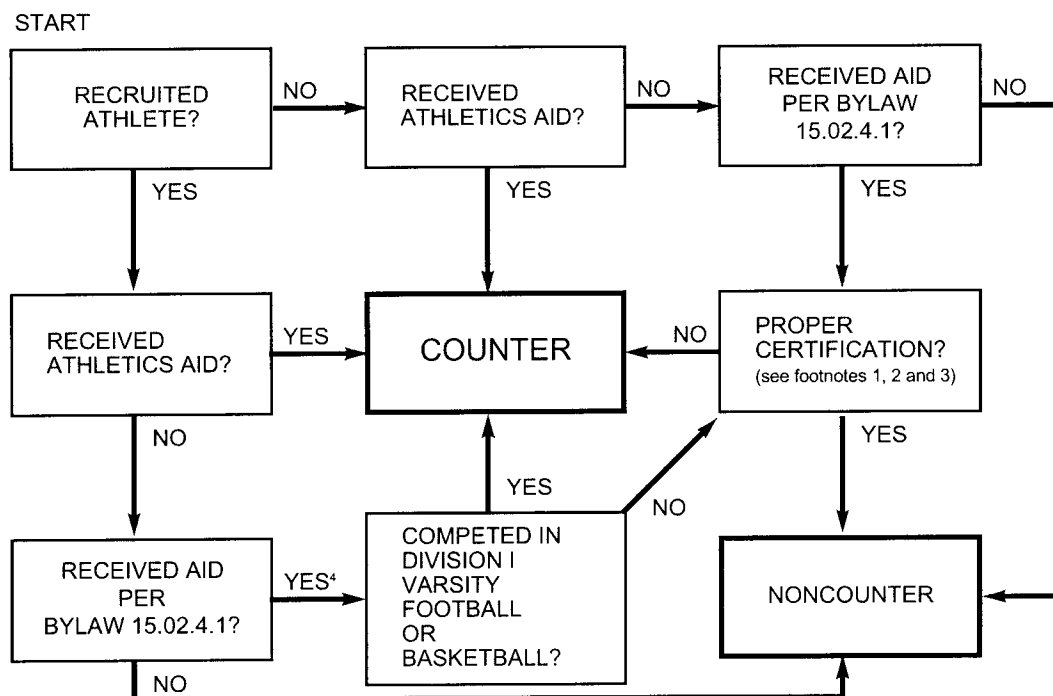 START
RECRUITED
ATHLETE?
NO
RECEIVED
ATHLETICS AID?
NO
RECEIVED AID
PER BYLAW
15.02.4.1?
NO
YES
YES
YES
RECEIVED
ATHLETICS AID?
YES
COUNTER
NO
PROPER
CERTIFICATION?
(see footnotes 1, 2 and 3)
NO
YES
NO
YES
RECEIVED AID
PER
BYLAW 15.02.4.1?
YES⁴
COMPETED IN
DIVISION I
VARSITY
FOOTBALL
OR
BASKETBALL?
NONCOUNTER
NO